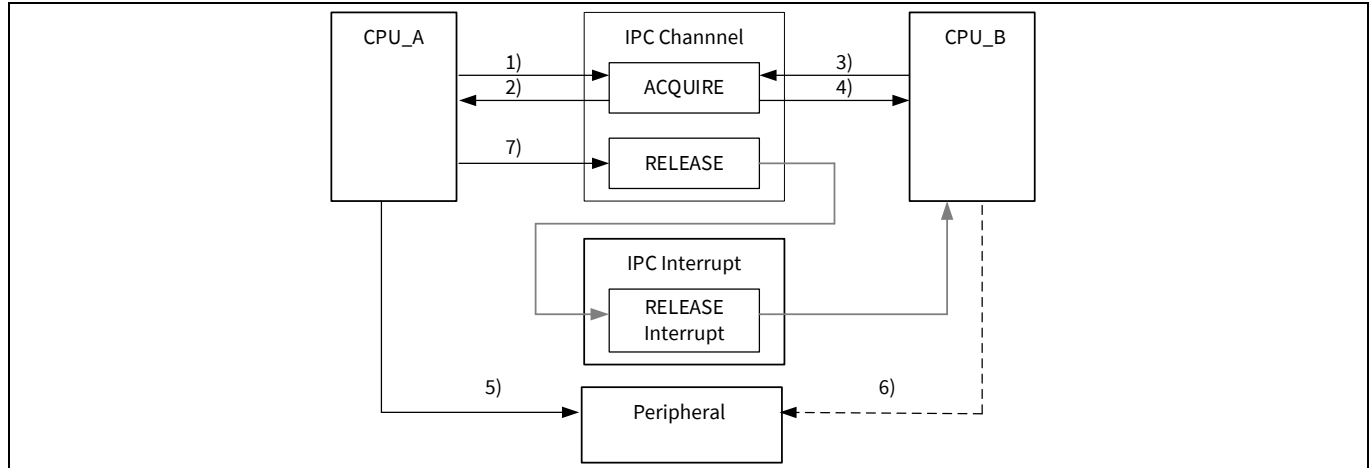 CPU_A
IPC Channnel
CPU_B
1)
3)
ACQUIRE
2)
4)
7)
RELEASE
IPC Interrupt
RELEASE
Interrupt
5)
6)
Peripheral